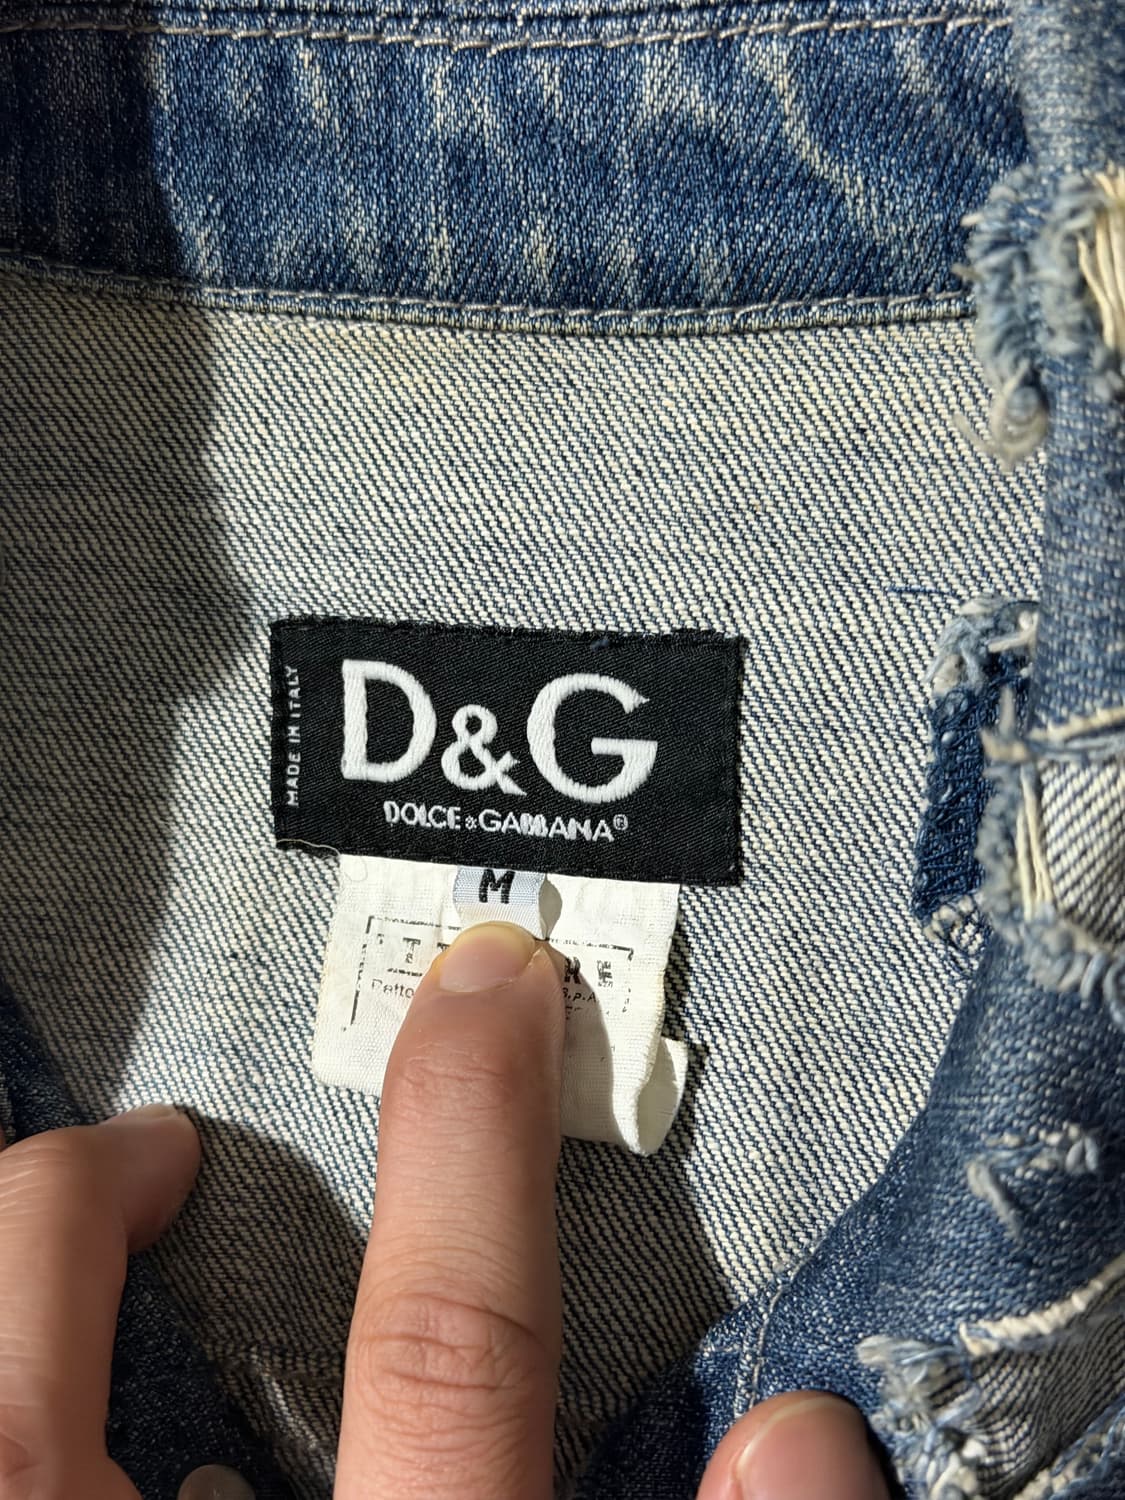 MADE IN ITALY
D&G
DOLCE & GABBANA®
M
S.P.A